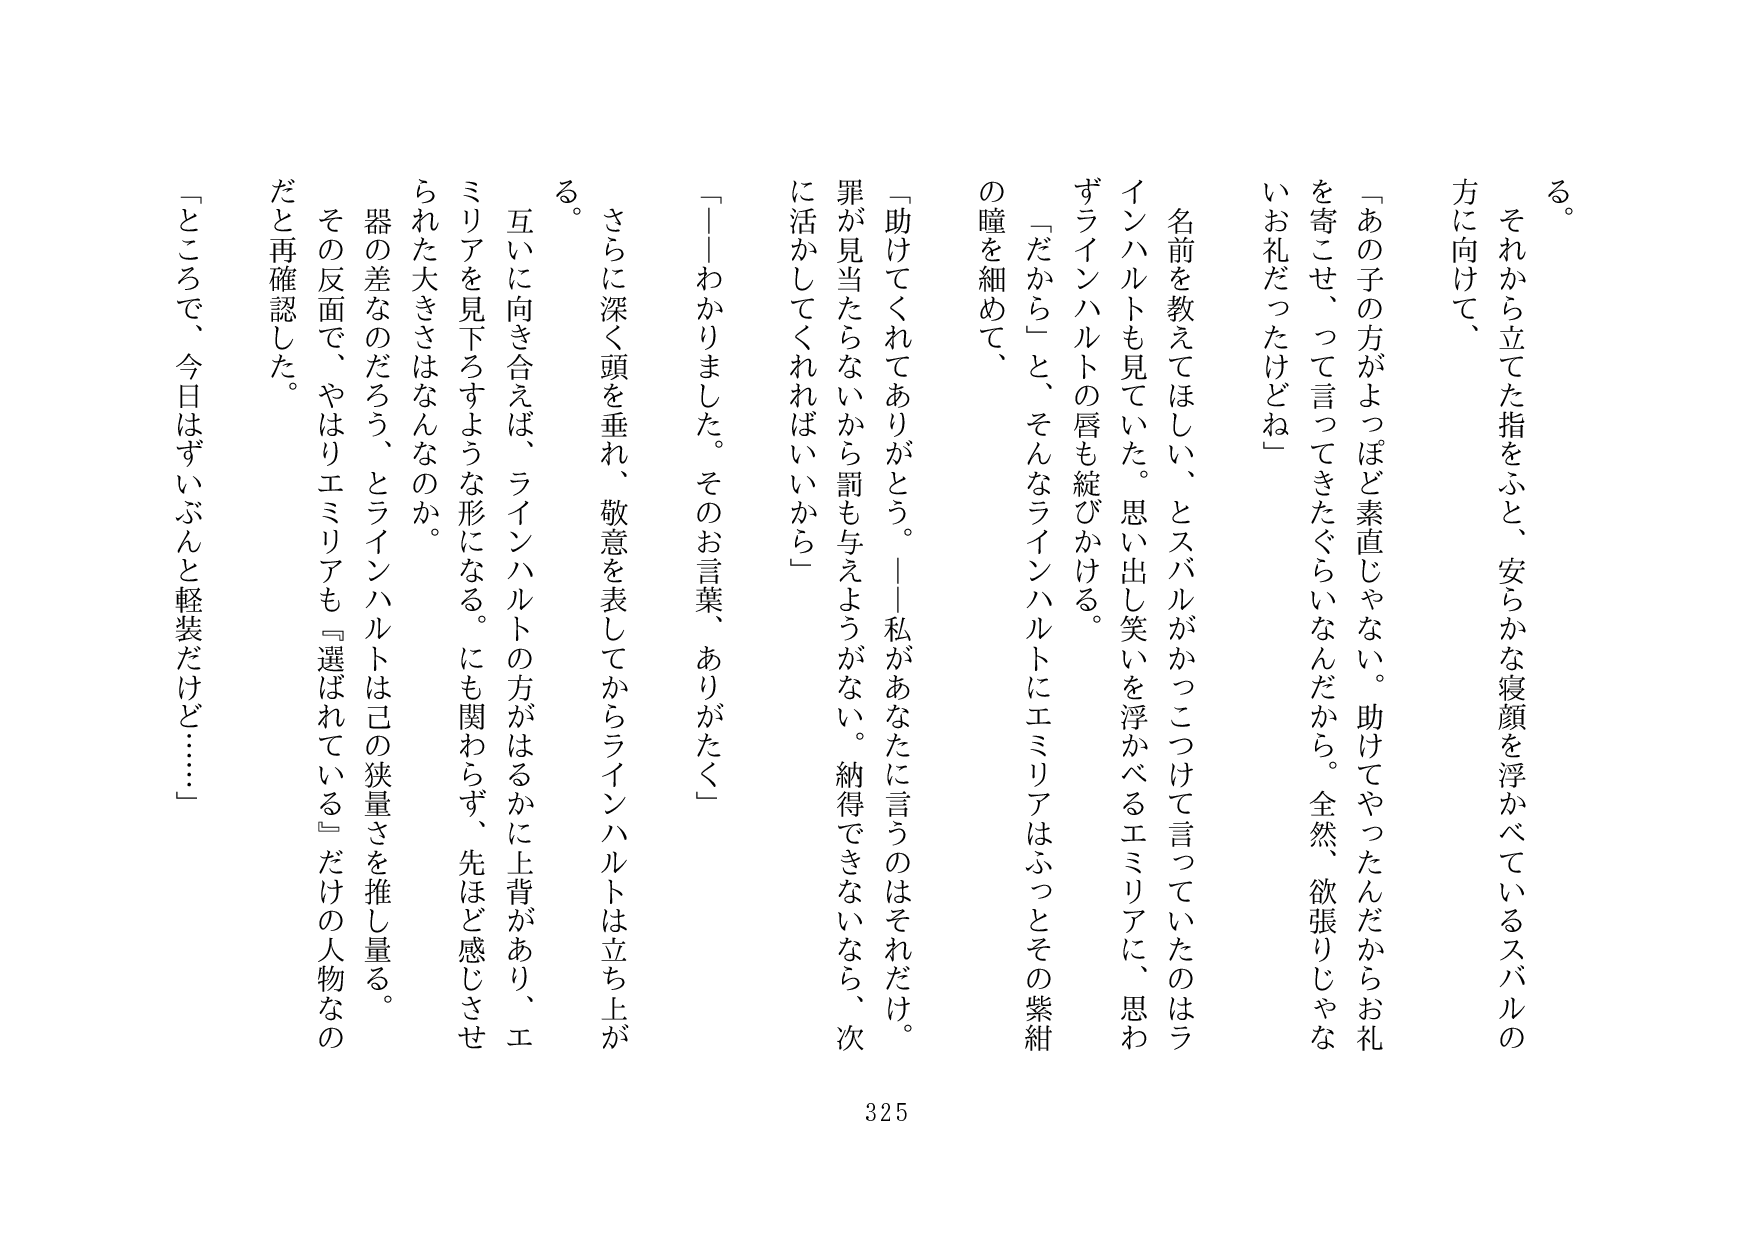 る。
　それから立てた指をふと、安らかな寝顔を浮かべているスバルの
方に向けて、
「あの子の方がよっぽど素直じゃない。助けてやったんだからお礼
を寄こせ、って言ってきたぐらいなんだから。全然、欲張りじゃな
いお礼だったけどね」
　名前を教えてほしい、とスバルがかっこつけて言っていたのはラ
インハルトも見ていた。思い出し笑いを浮かべるエミリアに、思わ
ずラインハルトの唇も綻びかける。
　「だから」と、そんなラインハルトにエミリアはふっとその紫紺
の瞳を細めて、
「助けてくれてありがとう。――私があなたに言うのはそれだけ。
罪が見当たらないから罰も与えようがない。納得できないなら、次
に活かしてくれればいいから」
「――わかりました。そのお言葉、ありがたく」
　さらに深く頭を垂れ、敬意を表してからラインハルトは立ち上が
る。
　互いに向き合えば、ラインハルトの方がはるかに上背があり、エ
ミリアを見下ろすような形になる。にも関わらず、先ほど感じさせ
られた大きさはなんなのか。
　器の差なのだろう、とラインハルトは己の狭量さを推し量る。
　その反面で、やはりエミリアも『選ばれている』だけの人物なの
だと再確認した。
「ところで、今日はずいぶんと軽装だけど……」
325